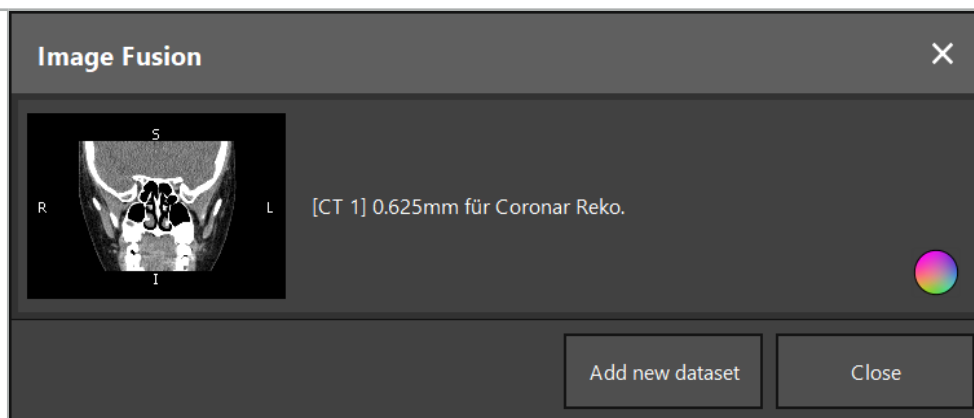 Image Fusion
S
R
L
[CT 1] 0.625mm für Coronar Reko.
I
Add new dataset
Close